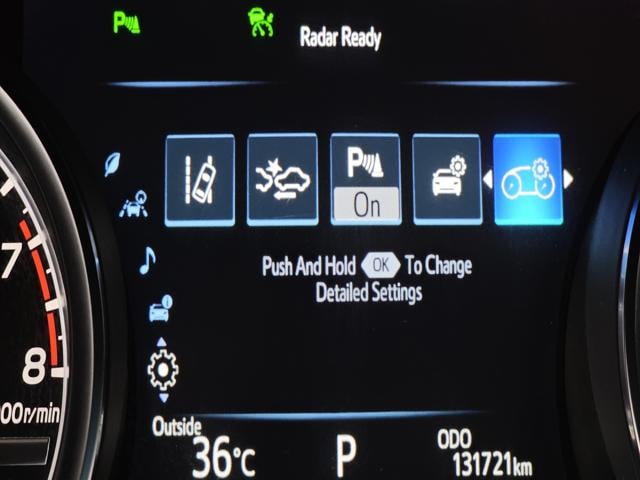 P
Radar Ready
P
On
Push And Hold OK To Change
Detailed Settings
7
8
00r/min
Outside
36°C
P
ODO
131721km